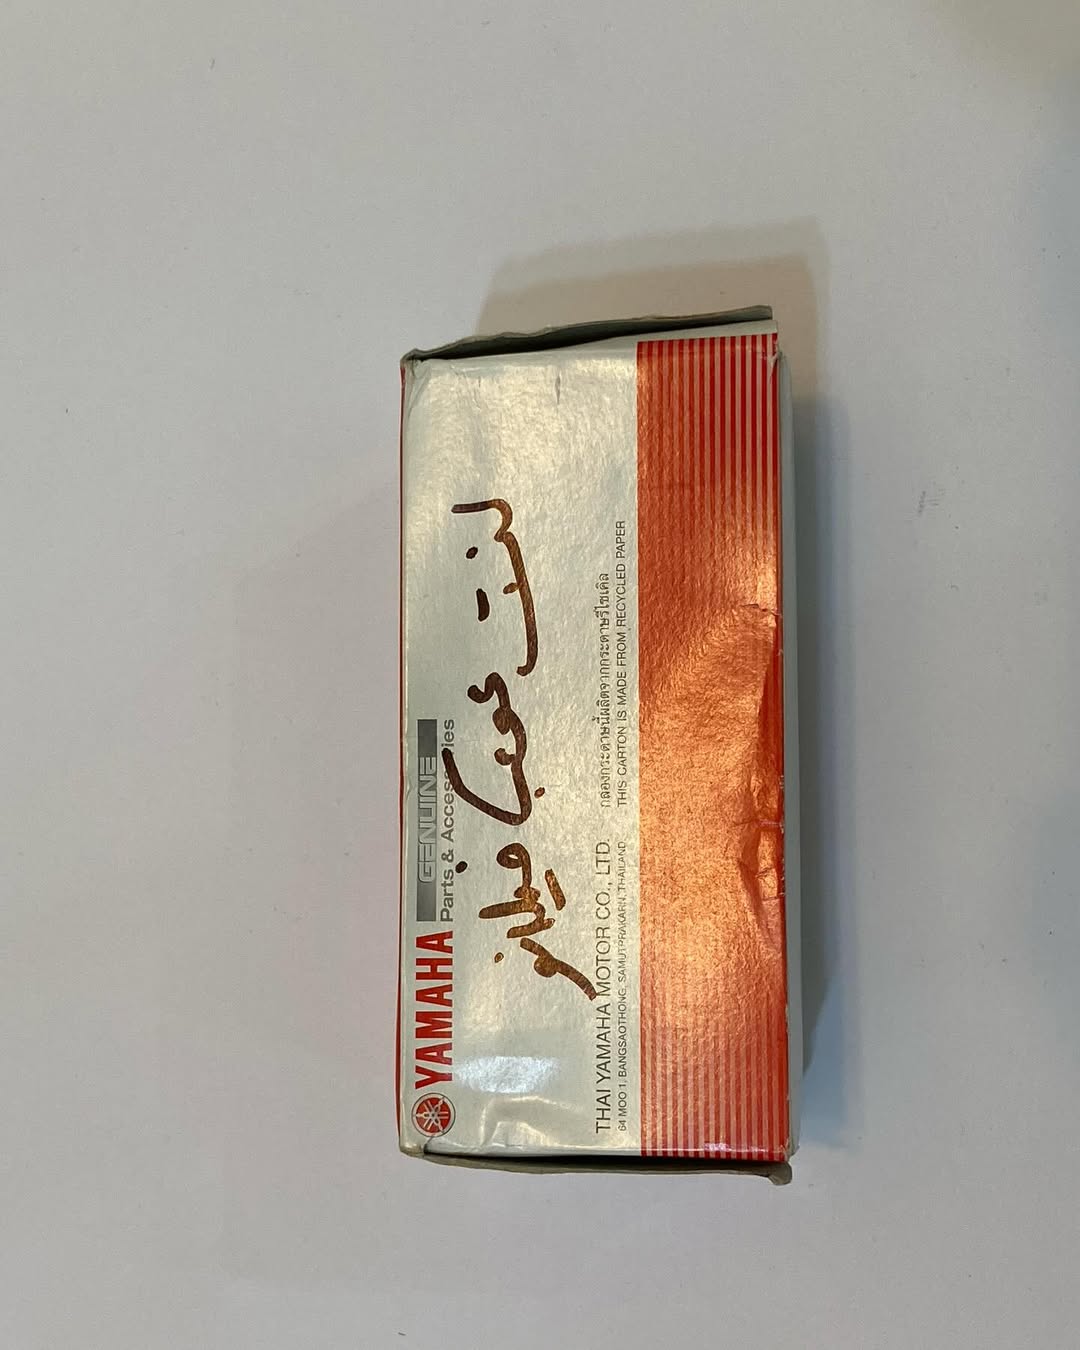 YAMAHA GENUINE
Parts & Accessories
لنت عقب فیلانو
THAI YAMAHA MOTOR CO., LTD.
64 MOO 1, BANGSAOTHONG, SAMUTPRAKARN, THAILAND.
กล่องกระดาษนี้ผลิตจากกระดาษรีไซเคิล
THIS CARTON IS MADE FROM RECYCLED PAPER